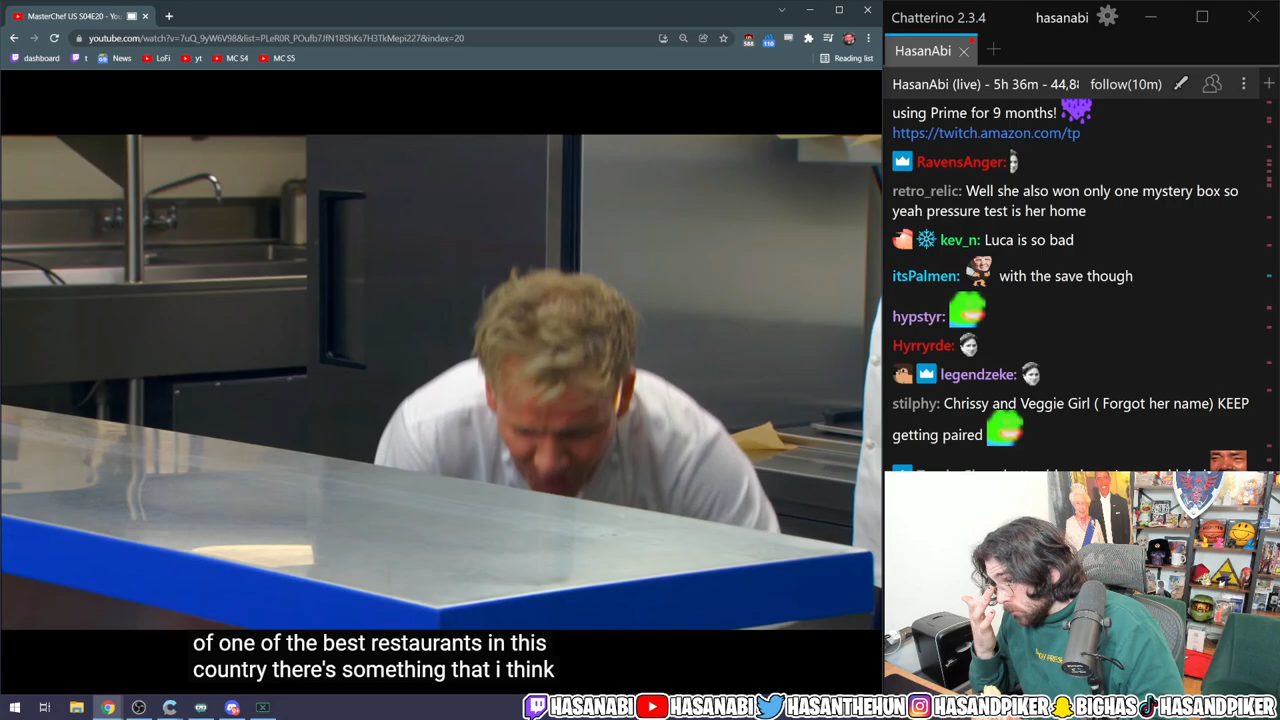 MasterChef US S04E20 - You
Chatterino 2.3.4
hasanabi
youtube.com/watch?v=7uQ_9yW6V98&list=PLeR0R_POufb7JfN18ShKs7H3TkMepi227&index=20
HasanAbi
dashboard
t
News
LoFi
yt
MC S4
MC S5
Reading list
HasanAbi (live) - 5h 36m - 44,8
follow(10m)
using Prime for 9 months!
https://twitch.amazon.com/tp
RavensAnger:
retro_relic: Well she also won only one mystery box so
yeah pressure test is her home
kev_n: Luca is so bad
itsPalmen: with the save though
hypstyr:
Hyrryrde:
legendzeke:
stilphy: Chrissy and Veggie Girl ( Forgot her name) KEEP
getting paired
of one of the best restaurants in this
country there's something that i think
HASANABI HASANABI HASANTHEHUN HASANDPIKER BIGHAS HASANDPIKER